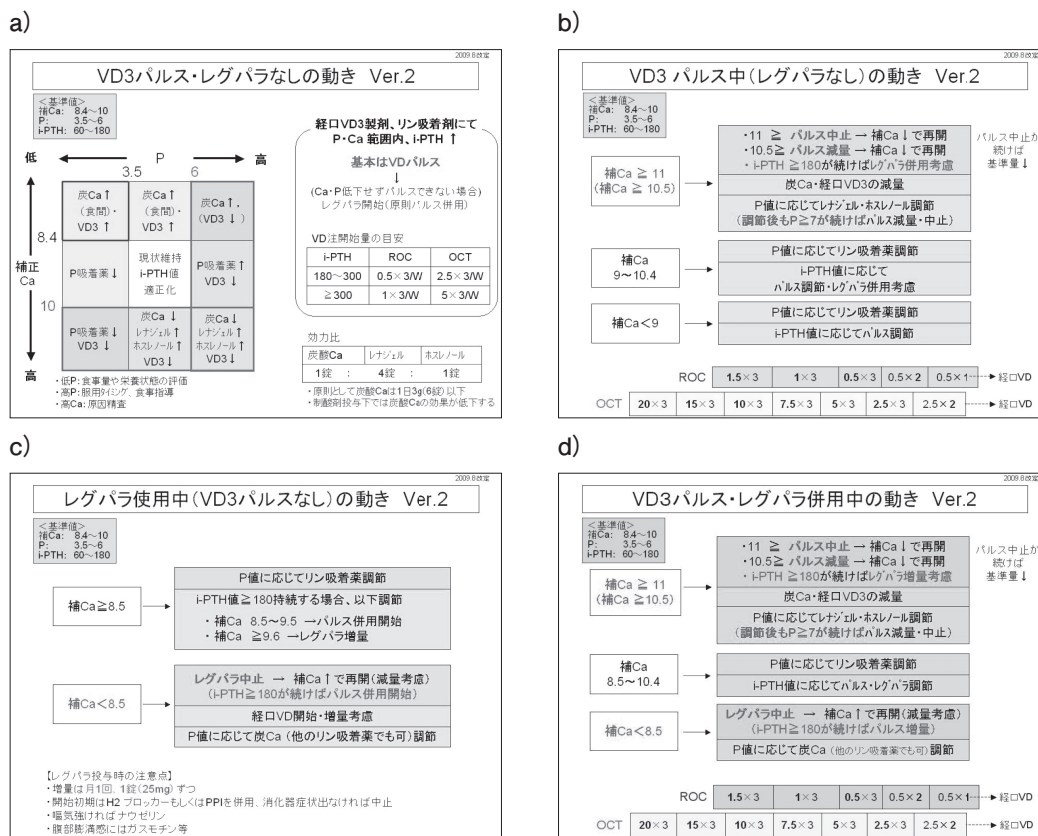 a)
2009.8改定
VD3パルス・レグパラなしの動き Ver.2
<基準値>
補Ca: 8.4～10
P: 3.5～6
i-PTH: 60～180
低 P 高
3.5 6
8.4
補正
Ca
10
高
炭Ca↑
(食間)・
VD3 ↑
炭Ca↑
(食間)・
VD3 ↑
炭Ca↑.
(VD3 ↓)
P吸着薬↓
現状維持
i-PTH値
適正化
P吸着薬↑
VD3 ↓
P吸着薬↓
VD3 ↓
炭Ca ↓
レナジェル↑
ホスレノール↑
VD3↓
炭Ca↓
レナジェル↑
ホスレノール↑
VD3↓
・低P:食事量や栄養状態の評価
・高P:服用タイミング、食事指導
・高Ca:原因精査
経口VD3製剤、リン吸着剤にて
P・Ca 範囲内、i-PTH ↑
基本はVDパルス
↓
(Ca・P低下せずパルスできない場合)
レグパラ開始(原則パルス併用)
VD注開始量の目安
i-PTH ROC OCT
180～300 0.5×3/W 2.5×3/W
≧300 1×3/W 5×3/W
効力比
炭酸Ca レナジェル ホスレノール
1錠 : 4錠 : 1錠
・原則として炭酸Caは1日3g(6錠)以下
・制酸剤投与下では炭酸Caの効果が低下する
b)
2009.8改定
VD3 パルス中(レグパラなし)の動き Ver.2
<基準値>
補Ca: 8.4～10
P: 3.5～6
i-PTH: 60～180
補Ca ≧ 11
(補Ca ≧ 10.5)
・11 ≧ パルス中止 → 補Ca↓で再開
・10.5≧ パルス減量 → 補Ca↓で再開
・i-PTH ≧180が続けばレグパラ併用考慮
炭Ca・経口VD3の減量
P値に応じてレナジェル・ホスレノール調節
(調節後もP≧7が続けばパルス減量・中止)
パルス中止が
続けば
基準量↓
補Ca
9～10.4
P値に応じてリン吸着薬調節
i-PTH値に応じて
パルス調節・レグパラ併用考慮
補Ca<9
P値に応じてリン吸着薬調節
i-PTH値に応じてパルス調節
ROC 1.5×3 1×3 0.5×3 0.5×2 0.5×1 経口VD
OCT 20×3 15×3 10×3 7.5×3 5×3 2.5×3 2.5×2 経口VD
c)
2009.8改定
レグパラ使用中(VD3パルスなし)の動き Ver.2
<基準値>
補Ca: 8.4～10
P: 3.5～6
i-PTH: 60～180
補Ca≧8.5
P値に応じてリン吸着薬調節
i-PTH値≧180持続する場合、以下調節
・補Ca 8.5～9.5 →パルス併用開始
・補Ca ≧9.6 →レグパラ増量
補Ca<8.5
レグパラ中止 → 補Ca↑で再開(減量考慮)
(i-PTH≧180が続けばパルス併用開始)
経口VD開始・増量考慮
P値に応じて炭Ca (他のリン吸着薬でも可)調節
【レグパラ投与時の注意点】
・増量は月1回、1錠(25mg) ずつ
・開始初期はH2 ブロッカーもしくはPPIを併用、消化器症状出なければ中止
・嘔気強ければナウゼリン
・腹部膨満感にはガスモチン等
d)
2009.8改定
VD3パルス・レグパラ併用中の動き Ver.2
<基準値>
補Ca: 8.4～10
P: 3.5～6
i-PTH: 60～180
補Ca ≧ 11
(補Ca ≧10.5)
・11 ≧ パルス中止 → 補Ca↓で再開
・10.5≧ パルス減量 → 補Ca↓で再開
・i-PTH ≧180が続けばレグパラ増量考慮
炭Ca・経口VD3の減量
P値に応じてレナジェル・ホスレノール調節
(調節後もP≧7が続けばパルス減量・中止)
パルス中止が
続けば
基準量↓
補Ca
8.5～10.4
P値に応じてリン吸着薬調節
i-PTH値に応じてパルス・レグパラ調節
補Ca<8.5
レグパラ中止 → 補Ca↑で再開(減量考慮)
(i-PTH≧180が続けばパルス増量)
P値に応じて炭Ca (他のリン吸着薬でも可)調節
ROC 1.5×3 1×3 0.5×3 0.5×2 0.5×1 経口VD
OCT 20×3 15×3 10×3 7.5×3 5×3 2.5×3 2.5×2 経口VD